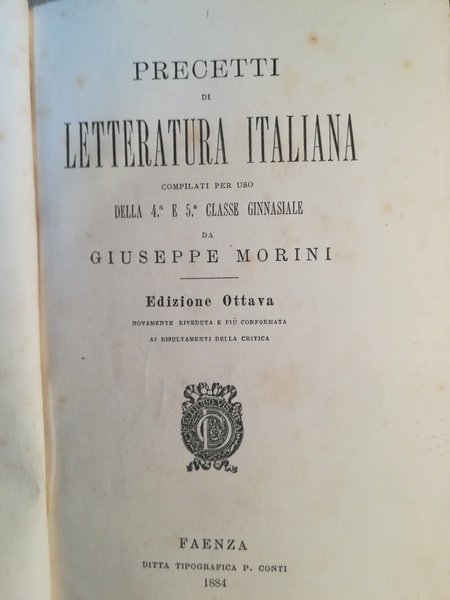 PRECETTI
DI
LETTERATURA ITALIANA
COMPILATI PER USO
DELLA 4.ª E 5.ª CLASSE GINNASIALE
DA
GIUSEPPE MORINI
Edizione Ottava
NOVAMENTE RIVEDUTA E PIÙ CONFORMATA
AI RISULTAMENTI DELLA CRITICA
FAENZA
DITTA TIPOGRAFICA P. CONTI
1884